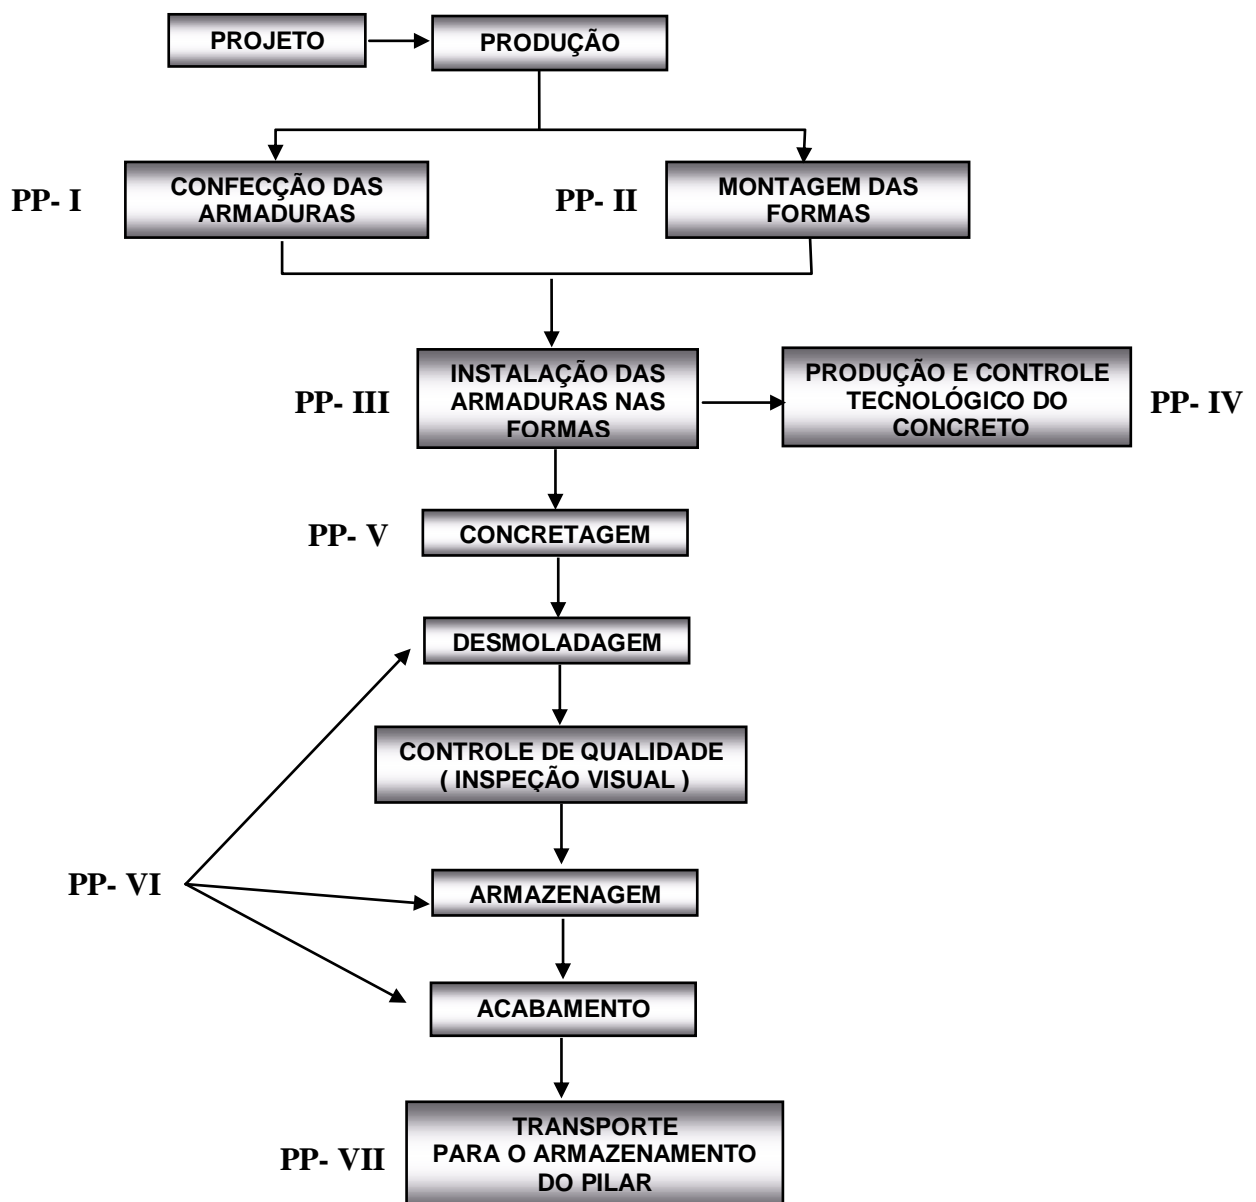 PROJETO
PRODUÇÃO
PP- I
CONFECÇÃO DAS
ARMADURAS
PP- II
MONTAGEM DAS
FORMAS
PP- III
INSTALAÇÃO DAS
ARMADURAS NAS
FORMAS
PRODUÇÃO E CONTROLE
TECNOLÓGICO DO
CONCRETO
PP- IV
PP- V
CONCRETAGEM
DESMOLADAGEM
CONTROLE DE QUALIDADE
( INSPEÇÃO VISUAL )
PP- VI
ARMAZENAGEM
ACABAMENTO
PP- VII
TRANSPORTE
PARA O ARMAZENAMENTO
DO PILAR